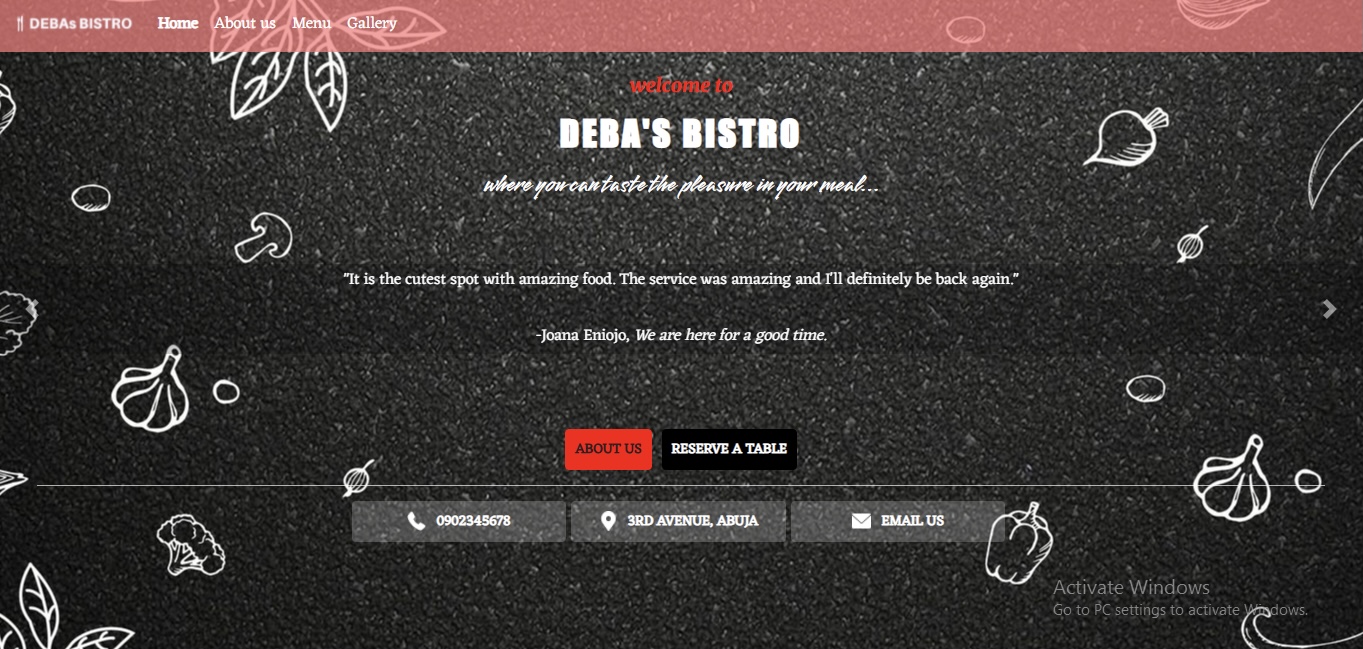 DEBAs BISTRO Home About us Menu Gallery
welcome to
DEBA'S BISTRO
where you can taste the pleasure in your meal...
"It is the cutest spot with amazing food. The service was amazing and I'll definitely be back again."
-Joana Eniojo, We are here for a good time.
ABOUT US RESERVE A TABLE
0902345678 3RD AVENUE, ABUJA EMAIL US
Activate Windows
Go to PC settings to activate Windows.